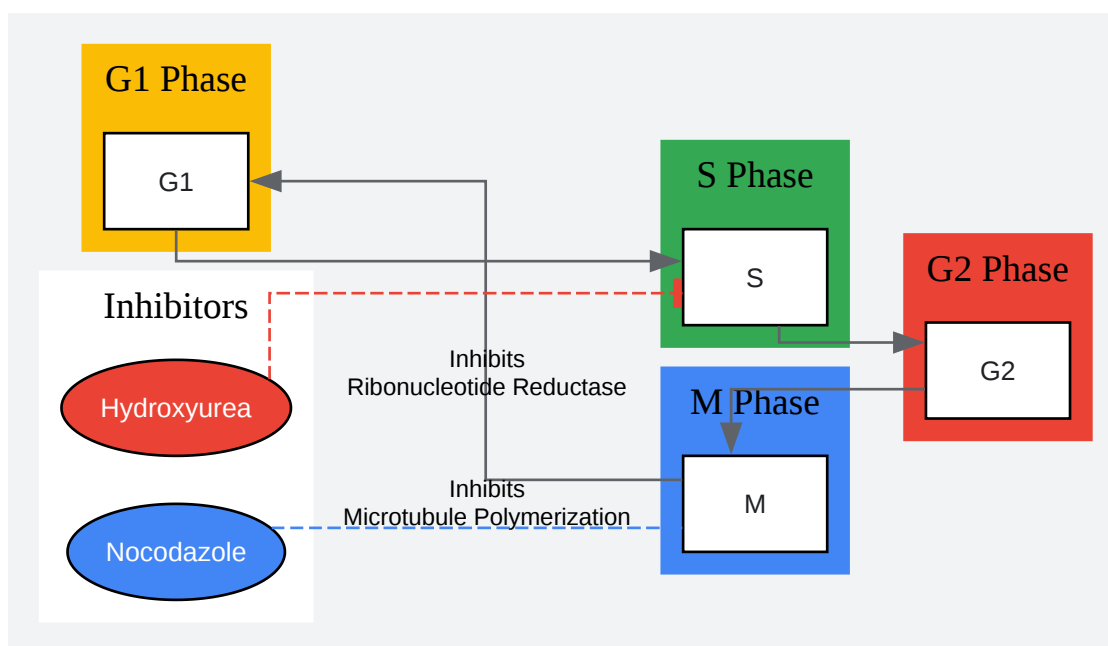 G1 Phase
G1
S Phase
S
G2 Phase
G2
Inhibitors
Hydroxyurea
Inhibits
Ribonucleotide Reductase
M Phase
M
Inhibits
Microtubule Polymerization
Nocodazole